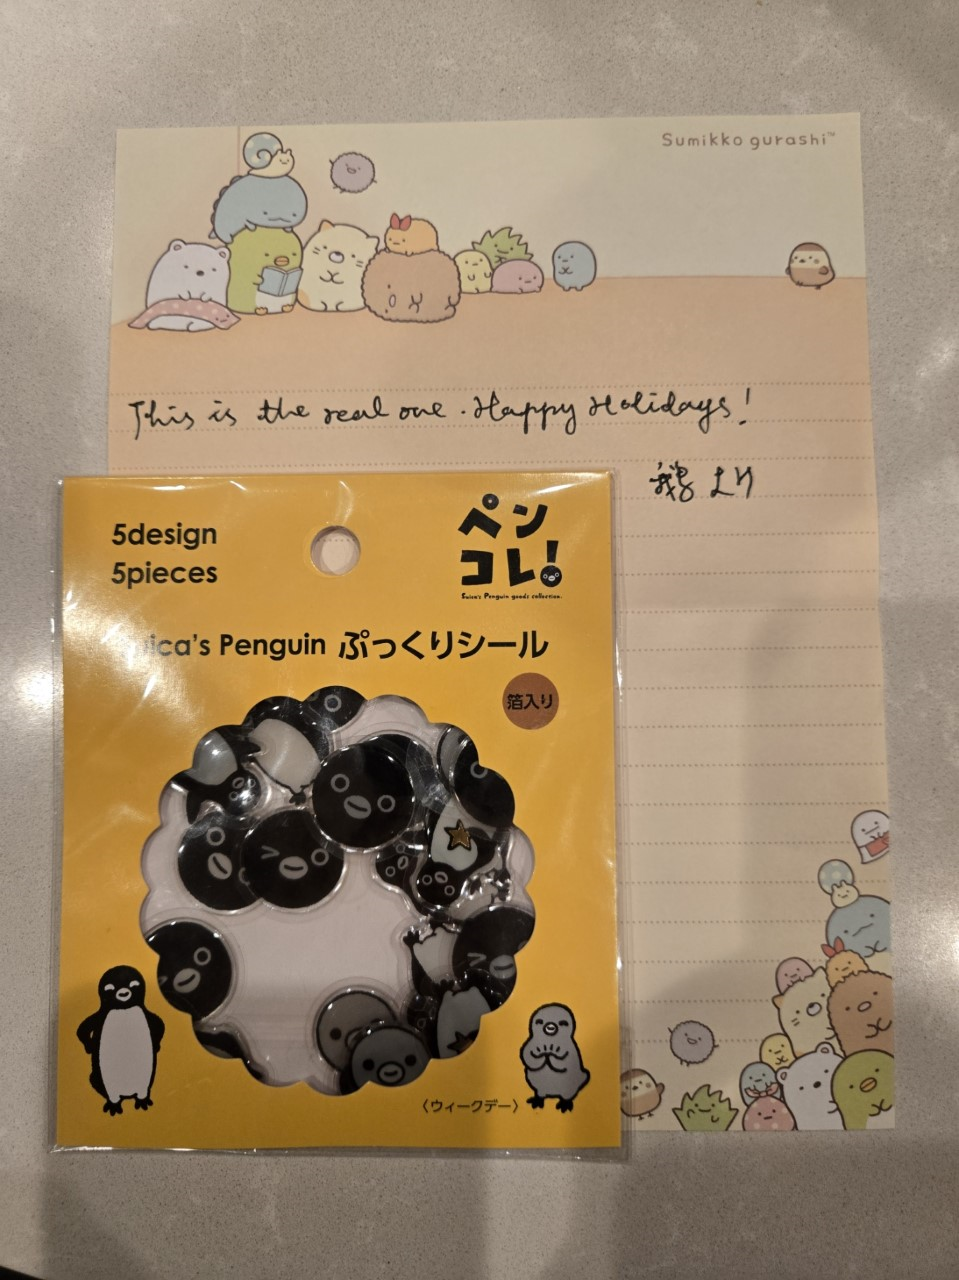 Sumikko gurashi™
This is the real one. Happy Holidays!
より
5design
5pieces
ペン
コレ!
Suica's Penguin goods collection.
Suica's Penguin ぷっくりシール
箔入り
〈ウィークデー〉